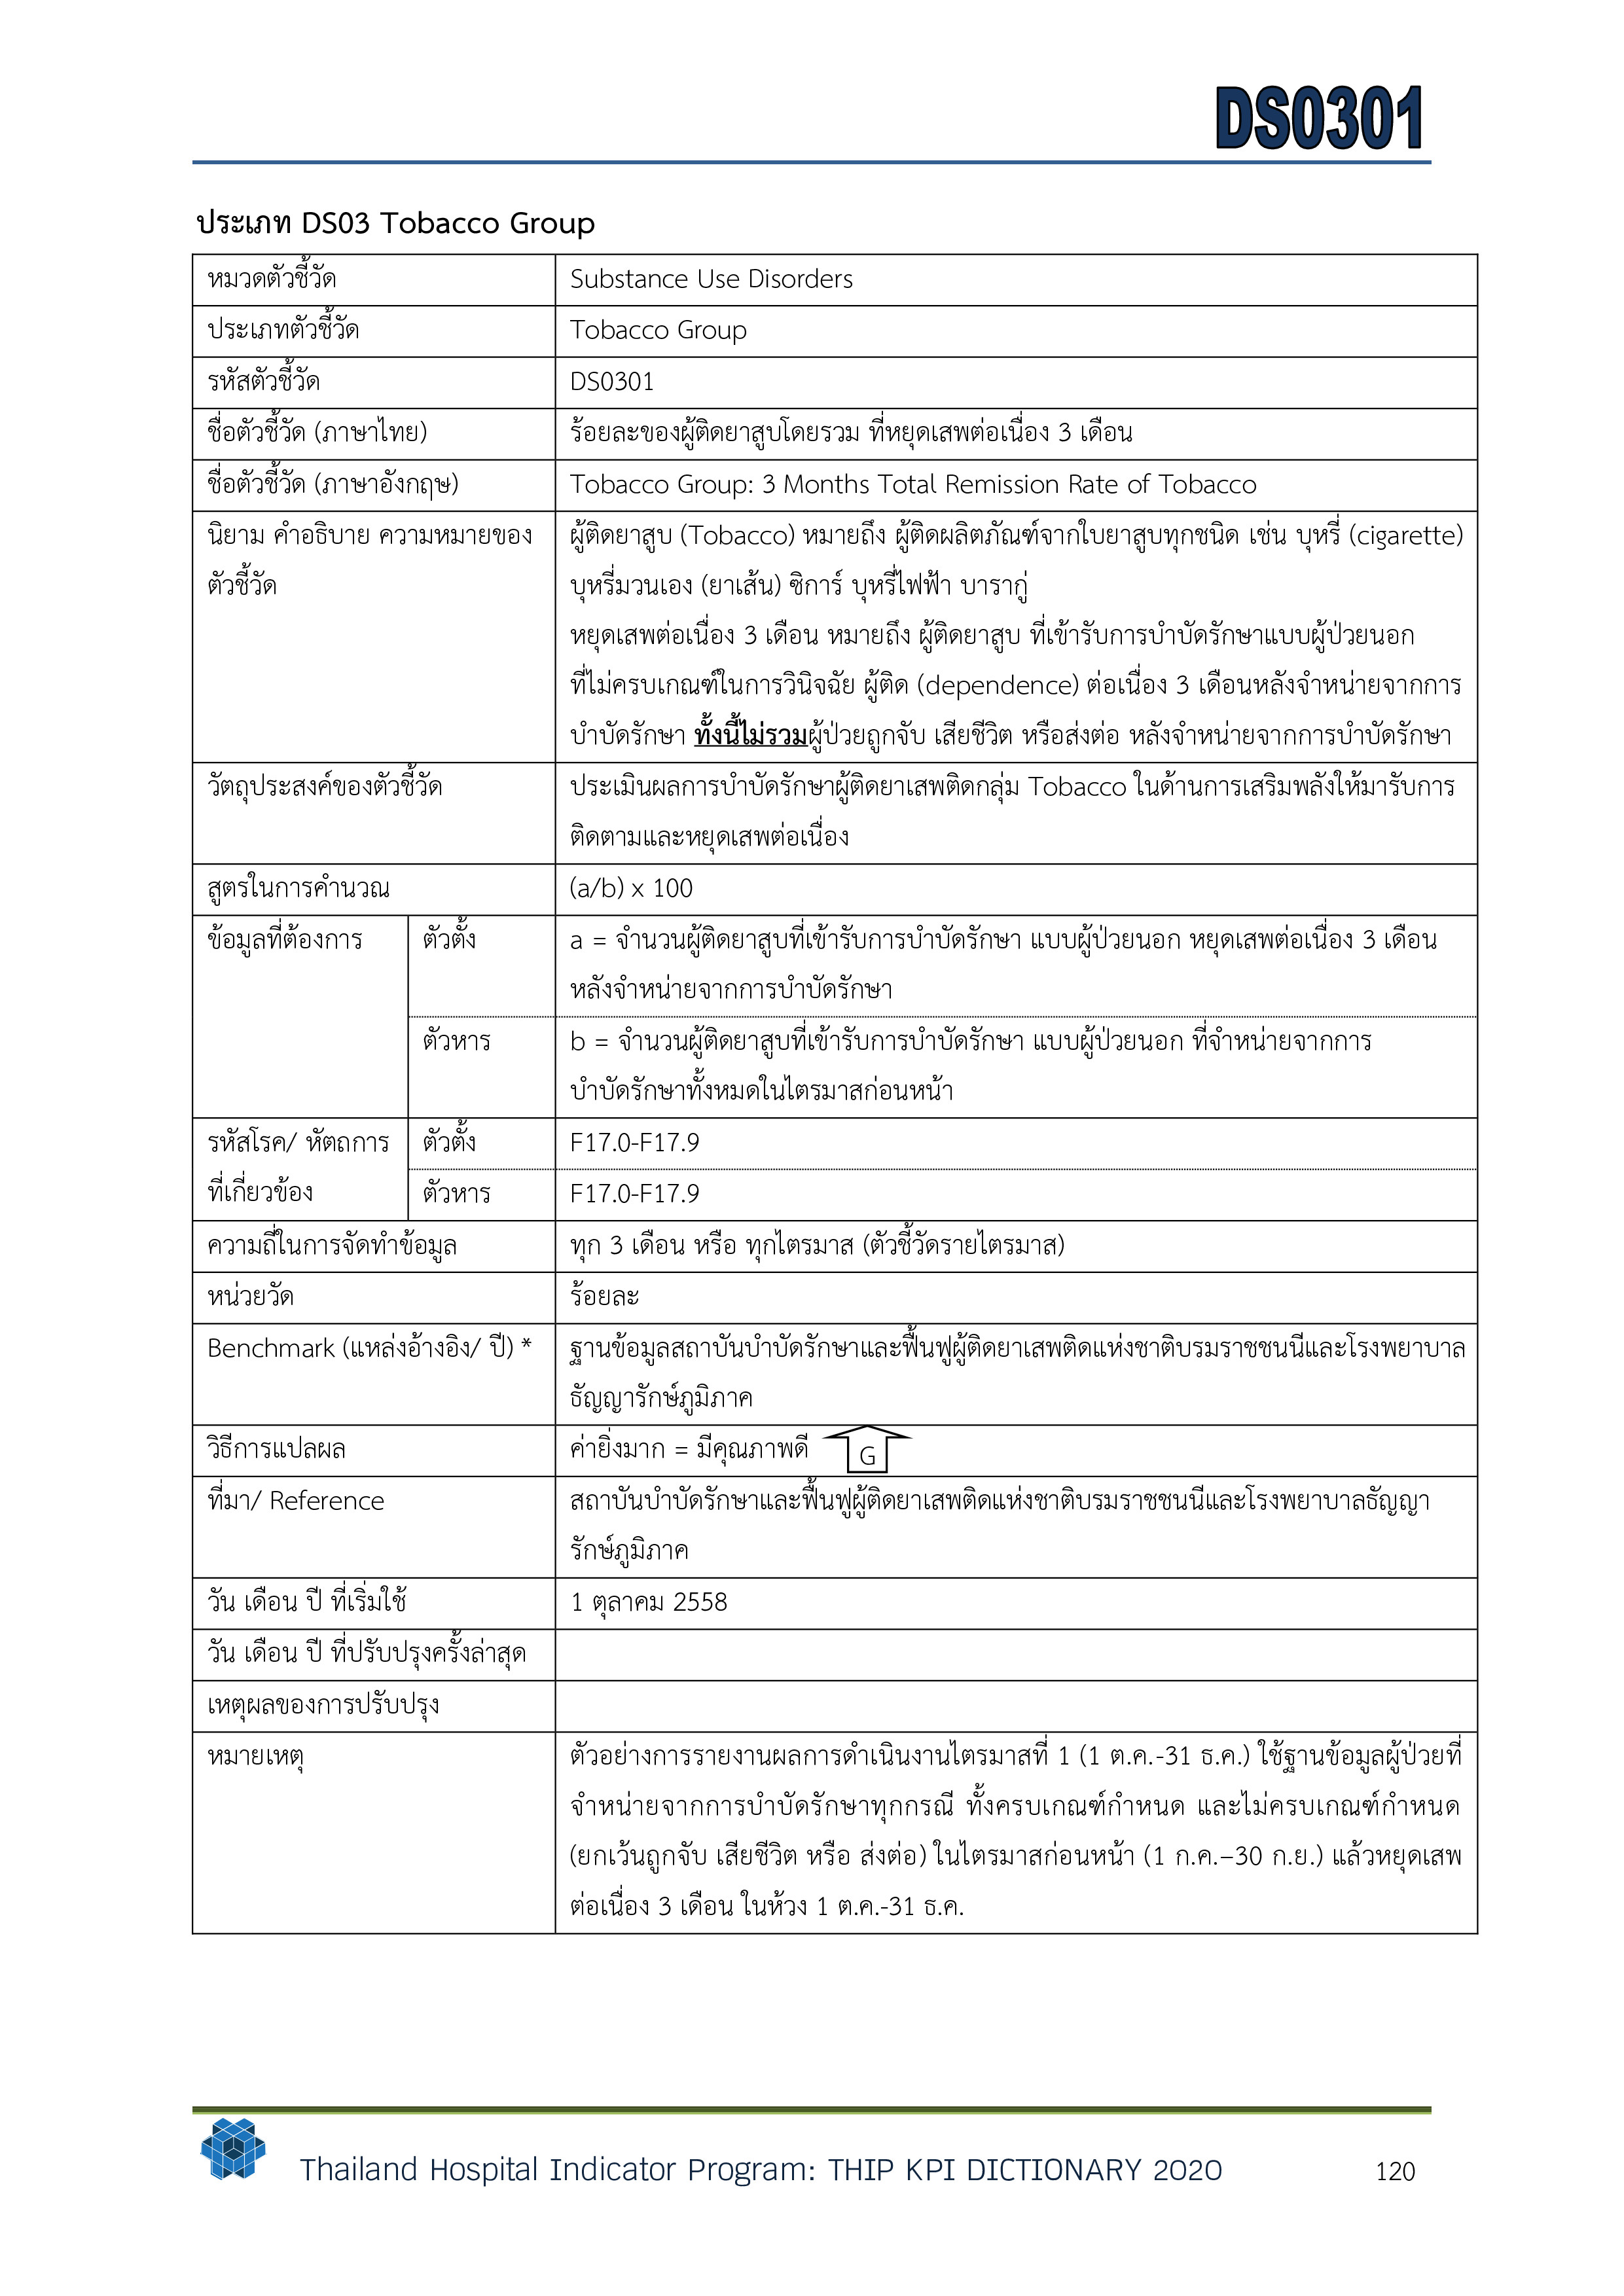 DS0301
ประเภท DS03 Tobacco Group
หมวดตัวชี้วัด Substance Use Disorders
ประเภทตัวชี้วัด Tobacco Group
รหัสตัวชี้วัด DS0301
ชื่อตัวชี้วัด (ภาษาไทย) ร้อยละของผู้ติดยาสูบโดยรวม ที่หยุดเสพต่อเนื่อง 3 เดือน
ชื่อตัวชี้วัด (ภาษาอังกฤษ) Tobacco Group: 3 Months Total Remission Rate of Tobacco
นิยาม คำอธิบาย ความหมายของ
ตัวชี้วัด
ผู้ติดยาสูบ (Tobacco) หมายถึง ผู้ติดผลิตภัณฑ์จากใบยาสูบทุกชนิด เช่น บุหรี่ (cigarette)
บุหรี่มวนเอง (ยาเส้น) ซิการ์ บุหรี่ไฟฟ้า บารากู่
หยุดเสพต่อเนื่อง 3 เดือน หมายถึง ผู้ติดยาสูบ ที่เข้ารับการบำบัดรักษาแบบผู้ป่วยนอก
ที่ไม่ครบเกณฑ์ในการวินิจฉัย ผู้ติด (dependence) ต่อเนื่อง 3 เดือนหลังจำหน่ายจากการ
บำบัดรักษา ทั้งนี้ไม่รวมผู้ป่วยถูกจับ เสียชีวิต หรือส่งต่อ หลังจำหน่ายจากการบำบัดรักษา
วัตถุประสงค์ของตัวชี้วัด
ประเมินผลการบำบัดรักษาผู้ติดยาเสพติดกลุ่ม Tobacco ในด้านการเสริมพลังให้มารับการ
ติดตามและหยุดเสพต่อเนื่อง
สูตรในการคำนวณ (a/b) x 100
ข้อมูลที่ต้องการ ตัวตั้ง a = จำนวนผู้ติดยาสูบที่เข้ารับการบำบัดรักษา แบบผู้ป่วยนอก หยุดเสพต่อเนื่อง 3 เดือน
หลังจำหน่ายจากการบำบัดรักษา
ตัวหาร b = จำนวนผู้ติดยาสูบที่เข้ารับการบำบัดรักษา แบบผู้ป่วยนอก ที่จำหน่ายจากการ
บำบัดรักษาทั้งหมดในไตรมาสก่อนหน้า
รหัสโรค/ หัตถการ ตัวตั้ง F17.0-F17.9
ที่เกี่ยวข้อง ตัวหาร F17.0-F17.9
ความถี่ในการจัดทำข้อมูล ทุก 3 เดือน หรือ ทุกไตรมาส (ตัวชี้วัดรายไตรมาส)
หน่วยวัด ร้อยละ
Benchmark (แหล่งอ้างอิง/ ปี) * ฐานข้อมูลสถาบันบำบัดรักษาและฟื้นฟูผู้ติดยาเสพติดแห่งชาติบรมราชชนนีและโรงพยาบาล
ธัญญารักษ์ภูมิภาค
วิธีการแปลผล ค่ายิ่งมาก = มีคุณภาพดี G
ที่มา/ Reference สถาบันบำบัดรักษาและฟื้นฟูผู้ติดยาเสพติดแห่งชาติบรมราชชนนีและโรงพยาบาลธัญญา
รักษ์ภูมิภาค
วัน เดือน ปี ที่เริ่มใช้ 1 ตุลาคม 2558
วัน เดือน ปี ที่ปรับปรุงครั้งล่าสุด
เหตุผลของการปรับปรุง
หมายเหตุ ตัวอย่างการรายงานผลการดำเนินงานไตรมาสที่ 1 (1 ต.ค.-31 ธ.ค.) ใช้ฐานข้อมูลผู้ป่วยที่
จำหน่ายจากการบำบัดรักษาทุกกรณี ทั้งครบเกณฑ์กำหนด และไม่ครบเกณฑ์กำหนด
(ยกเว้นถูกจับ เสียชีวิต หรือ ส่งต่อ) ในไตรมาสก่อนหน้า (1 ก.ค.–30 ก.ย.) แล้วหยุดเสพ
ต่อเนื่อง 3 เดือน ในห้วง 1 ต.ค.-31 ธ.ค.
Thailand Hospital Indicator Program: THIP KPI DICTIONARY 2020 120